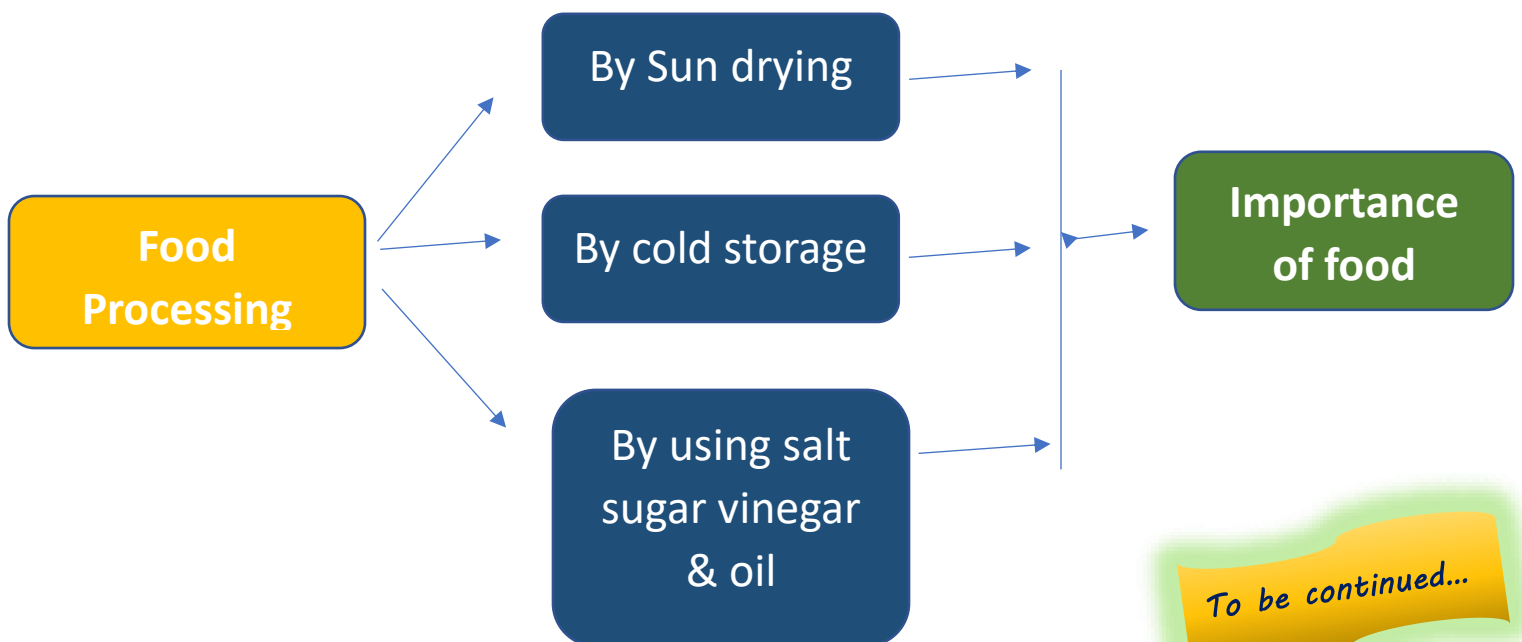 Food
Processing
By Sun drying
By cold storage
By using salt
sugar vinegar
& oil
Importance
of food
To be continued...